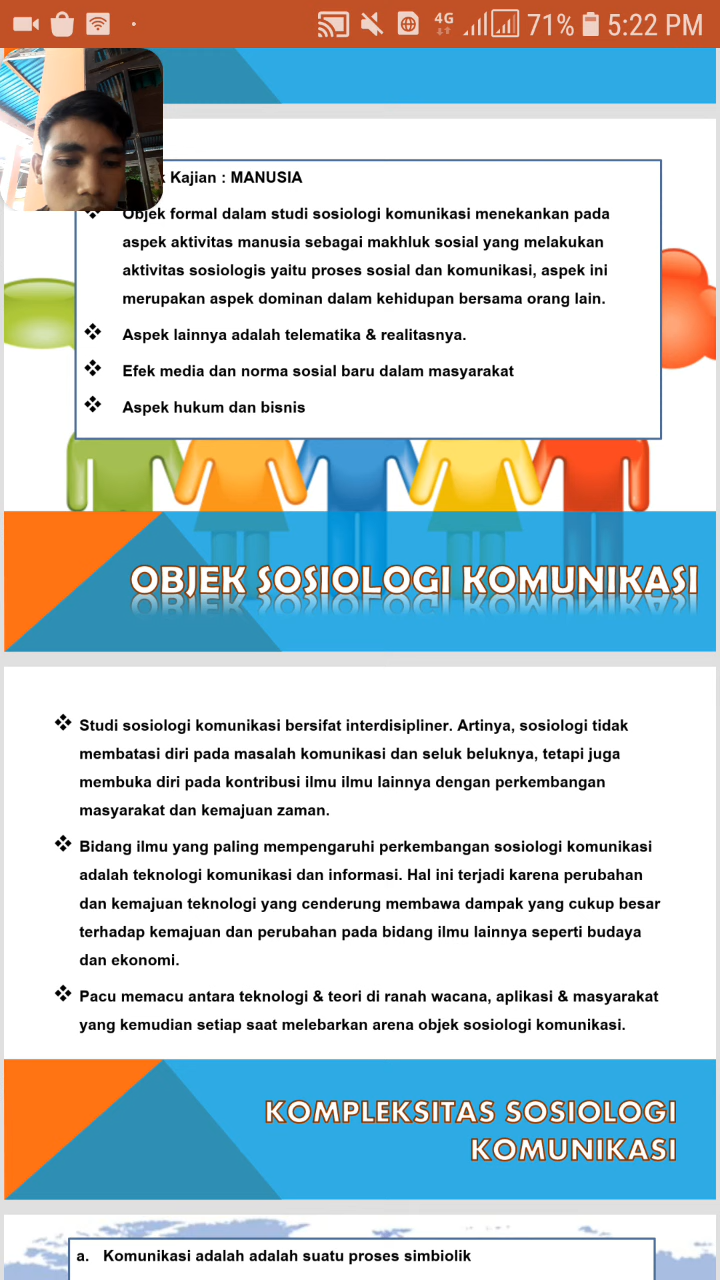 4G 71% 5:22 PM
Kajian : MANUSIA
❖ Objek formal dalam studi sosiologi komunikasi menekankan pada
aspek aktivitas manusia sebagai makhluk sosial yang melakukan
aktivitas sosiologis yaitu proses sosial dan komunikasi, aspek ini
merupakan aspek dominan dalam kehidupan bersama orang lain.
❖ Aspek lainnya adalah telematika & realitasnya.
❖ Efek media dan norma sosial baru dalam masyarakat
❖ Aspek hukum dan bisnis
OBJEK SOSIOLOGI KOMUNIKASI
❖ Studi sosiologi komunikasi bersifat interdisipliner. Artinya, sosiologi tidak
membatasi diri pada masalah komunikasi dan seluk beluknya, tetapi juga
membuka diri pada kontribusi ilmu ilmu lainnya dengan perkembangan
masyarakat dan kemajuan zaman.
❖ Bidang ilmu yang paling mempengaruhi perkembangan sosiologi komunikasi
adalah teknologi komunikasi dan informasi. Hal ini terjadi karena perubahan
dan kemajuan teknologi yang cenderung membawa dampak yang cukup besar
terhadap kemajuan dan perubahan pada bidang ilmu lainnya seperti budaya
dan ekonomi.
❖ Pacu memacu antara teknologi & teori di ranah wacana, aplikasi & masyarakat
yang kemudian setiap saat melebarkan arena objek sosiologi komunikasi.
KOMPLEKSITAS SOSIOLOGI
KOMUNIKASI
a. Komunikasi adalah adalah suatu proses simbiolik